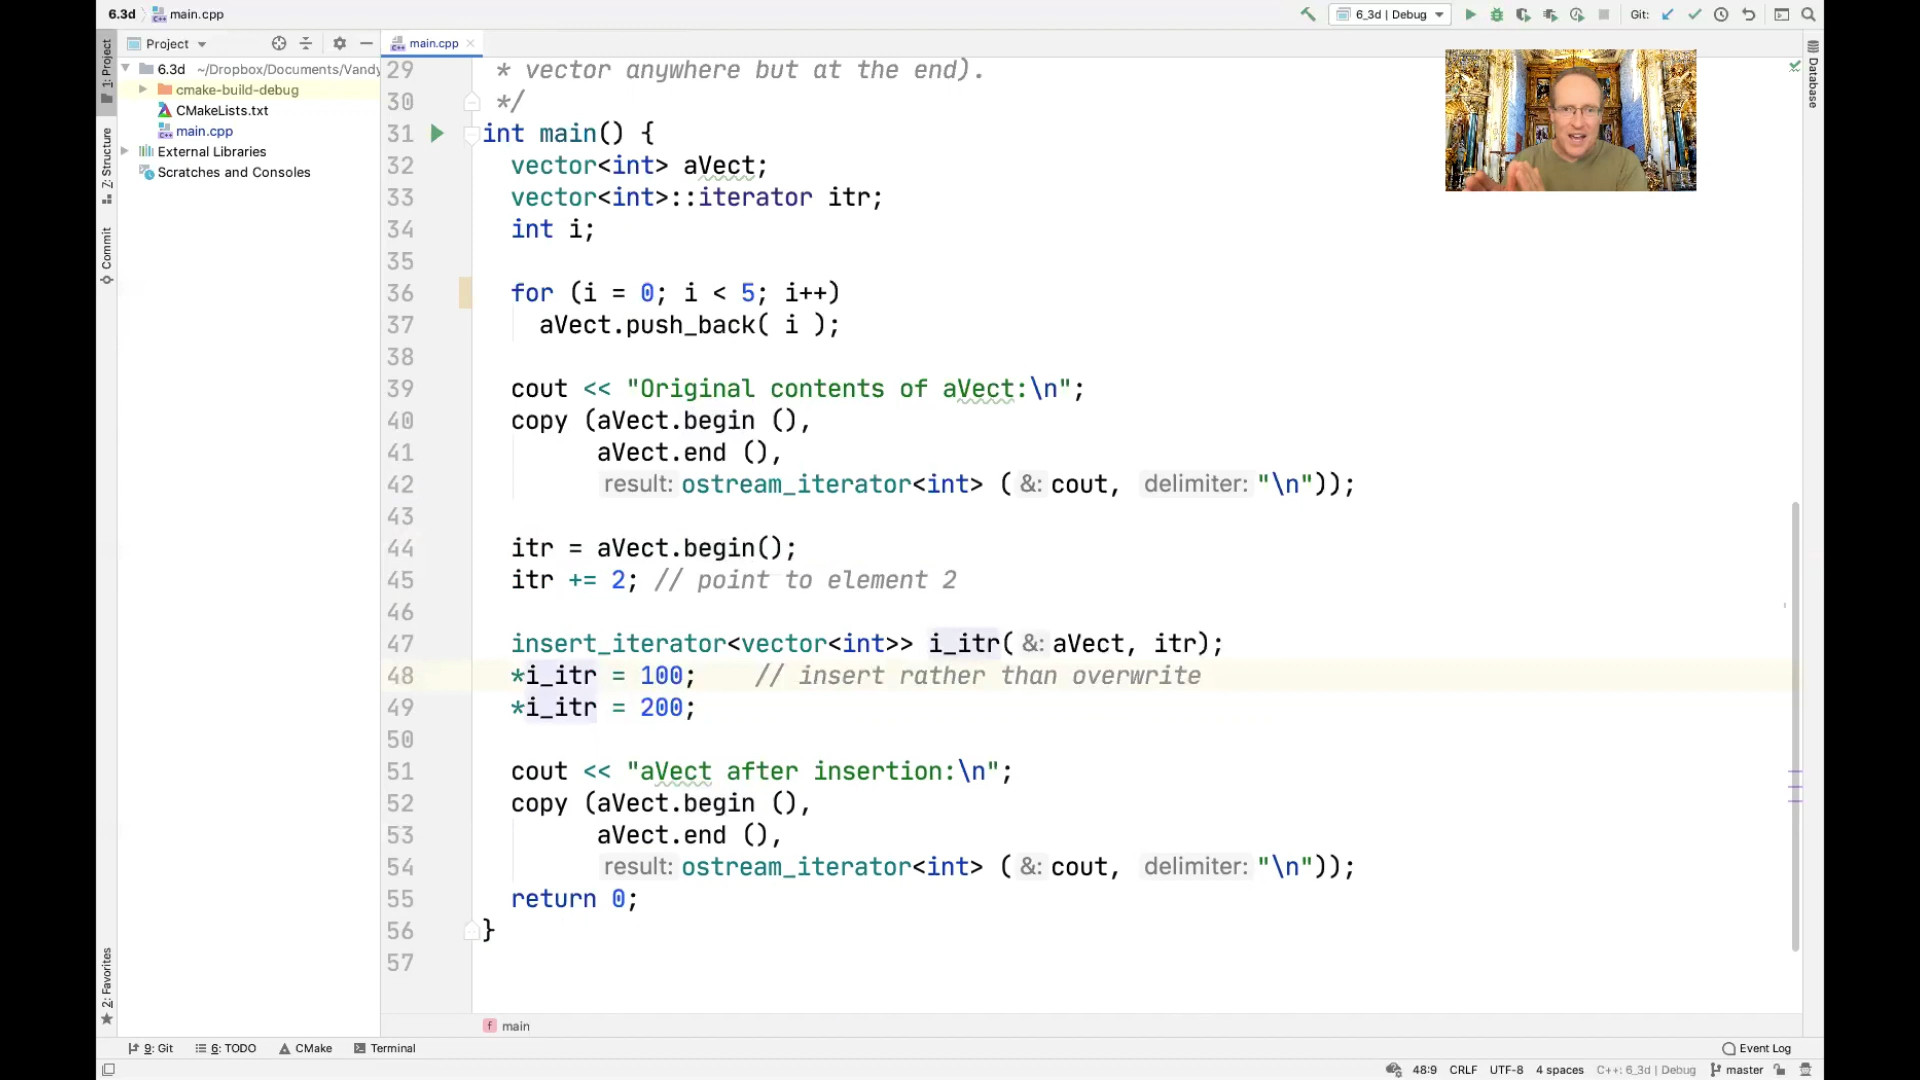 6.3d main.cpp
6_3d | Debug
Git:
Project
main.cpp
1: Project
Z: Structure
Commit
2: Favorites
Database
6.3d ~/Dropbox/Documents/Vandy
cmake-build-debug
CMakeLists.txt
main.cpp
External Libraries
Scratches and Consoles
29 * vector anywhere but at the end).
30 */
31 int main() {
32 vector<int> aVect;
33 vector<int>::iterator itr;
34 int i;
35
36 for (i = 0; i < 5; i++)
37 aVect.push_back( i );
38
39 cout << "Original contents of aVect:\n";
40 copy (aVect.begin (),
41 aVect.end (),
42 result: ostream_iterator<int> ( &: cout, delimiter: "\n"));
43
44 itr = aVect.begin();
45 itr += 2; // point to element 2
46
47 insert_iterator<vector<int>> i_itr( &: aVect, itr);
48 *i_itr = 100; // insert rather than overwrite
49 *i_itr = 200;
50
51 cout << "aVect after insertion:\n";
52 copy (aVect.begin (),
53 aVect.end (),
54 result: ostream_iterator<int> ( &: cout, delimiter: "\n"));
55 return 0;
56 }
57
f main
9: Git 6: TODO CMake Terminal
Event Log
48:9 CRLF UTF-8 4 spaces C++: 6_3d | Debug master